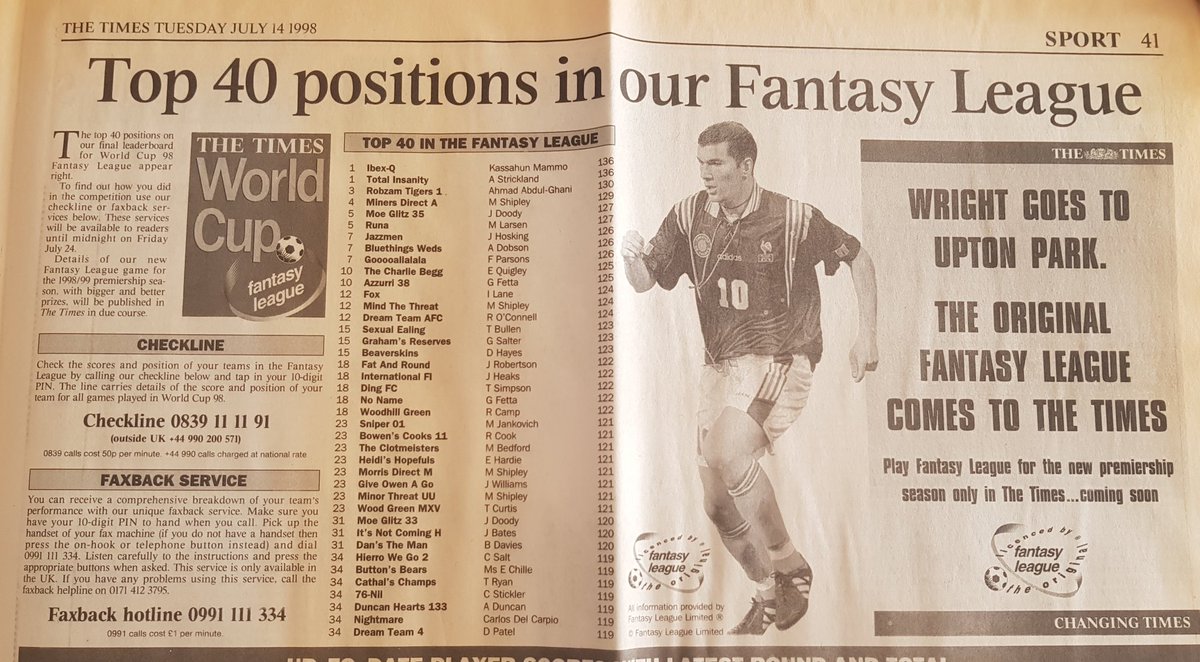 THE TIMES TUESDAY JULY 14 1998
SPORT 41
Top 40 positions in our Fantasy League
The top 40 positions on
our final leaderboard
for World Cup 98
Fantasy League appear
right.
To find out how you did
in the competition use our
checkline or faxback ser-
vices below. These services
will be available to readers
until midnight on Friday
July 24.
Details of our new
Fantasy League game for
the 1998/99 premiership sea-
son, with bigger and better
prizes, will be published in
The Times in due course.
THE TIMES
World
Cup
fantasy
league
CHECKLINE
Check the scores and positions of your teams in the Fantasy
League by calling our checkline below and tap in your 10-digit
PIN. The line carries details of the score and position of your
team for all games played in World Cup 98.
Checkline 0839 11 11 91
(outside UK +44 990 200 571)
0839 calls cost 50p per minute. +44 990 calls charged at national rate
FAXBACK SERVICE
You can receive a comprehensive breakdown of your team's
performance with our unique faxback service. Make sure you
have your 10-digit PIN to hand when you call. Pick up the
handset of your fax machine (if you do not have a handset then
press the on-hook or telephone button instead) and dial
0991 111 334. Listen carefully to the instructions and press the
appropriate buttons when asked. This service is only available in
the UK. If you have any problems using this service, call the
faxback helpline on 0171 412 3795.
Faxback hotline 0991 111 334
0991 calls cost £1 per minute.
TOP 40 IN THE FANTASY LEAGUE
1 Ibex-Q Kassahun Mammo 136
1 Total Insanity A Strickland 136
3 Robzam Tigers 1 Ahmad Abdul-Ghani 130
4 Miners Direct A M Shipley 129
5 Moe Glitz 35 J Doody 127
5 Runa M Larsen 127
7 Jazzmen J Hosking 126
7 Bluethings Weds A Dobson 126
7 Gooooallalala F Parsons 126
10 The Charlie Begg E Quigley 125
10 Azzurri 38 G Fetta 125
12 Fox I Lane 124
12 Mind The Threat M Shipley 124
12 Dream Team AFC R O'Connell 124
15 Sexual Ealing T Bullen 123
15 Graham's Reserves G Salter 123
15 Beaverskins D Hayes 123
18 Fat And Round J Robertson 122
18 International Fl J Heaks 122
18 Ding FC T Simpson 122
18 No Name G Fetta 122
18 Woodhill Green R Camp 122
23 Sniper 01 M Jankovich 121
23 Bowen's Cooks 11 R Cook 121
23 The Clotmeisters M Bedford 121
23 Heidi's Hopefuls E Hardie 121
23 Morris Direct M M Shipley 121
23 Give Owen A Go J Williams 121
23 Minor Threat UU M Shipley 121
23 Wood Green MXV T Curtis 121
31 Moe Glitz 33 J Doody 120
31 It's Not Coming H J Bates 120
31 Dan's The Man B Davies 120
34 Hierro We Go 2 C Salt 119
34 Button's Bears Ms E Chille 119
34 Cathal's Champs T Ryan 119
34 76-Nil C Stickler 119
34 Duncan Hearts 133 A Duncan 119
34 Nightmare Carlos Del Carpio 119
34 Dream Team 4 D Patel 119
adidas
10
licenced by
fantasy
league
the original
All information provided by
Fantasy League Limited ®
© Fantasy League Limited
THE TIMES
WRIGHT GOES TO
UPTON PARK.
THE ORIGINAL
FANTASY LEAGUE
COMES TO THE TIMES
Play Fantasy League for the new premiership
season only in The Times...coming soon
licenced by
fantasy
league
the original
CHANGING TIMES
UP-TO-DATE PLAYER SCORES WITH LATEST ROUND AND TOTAL